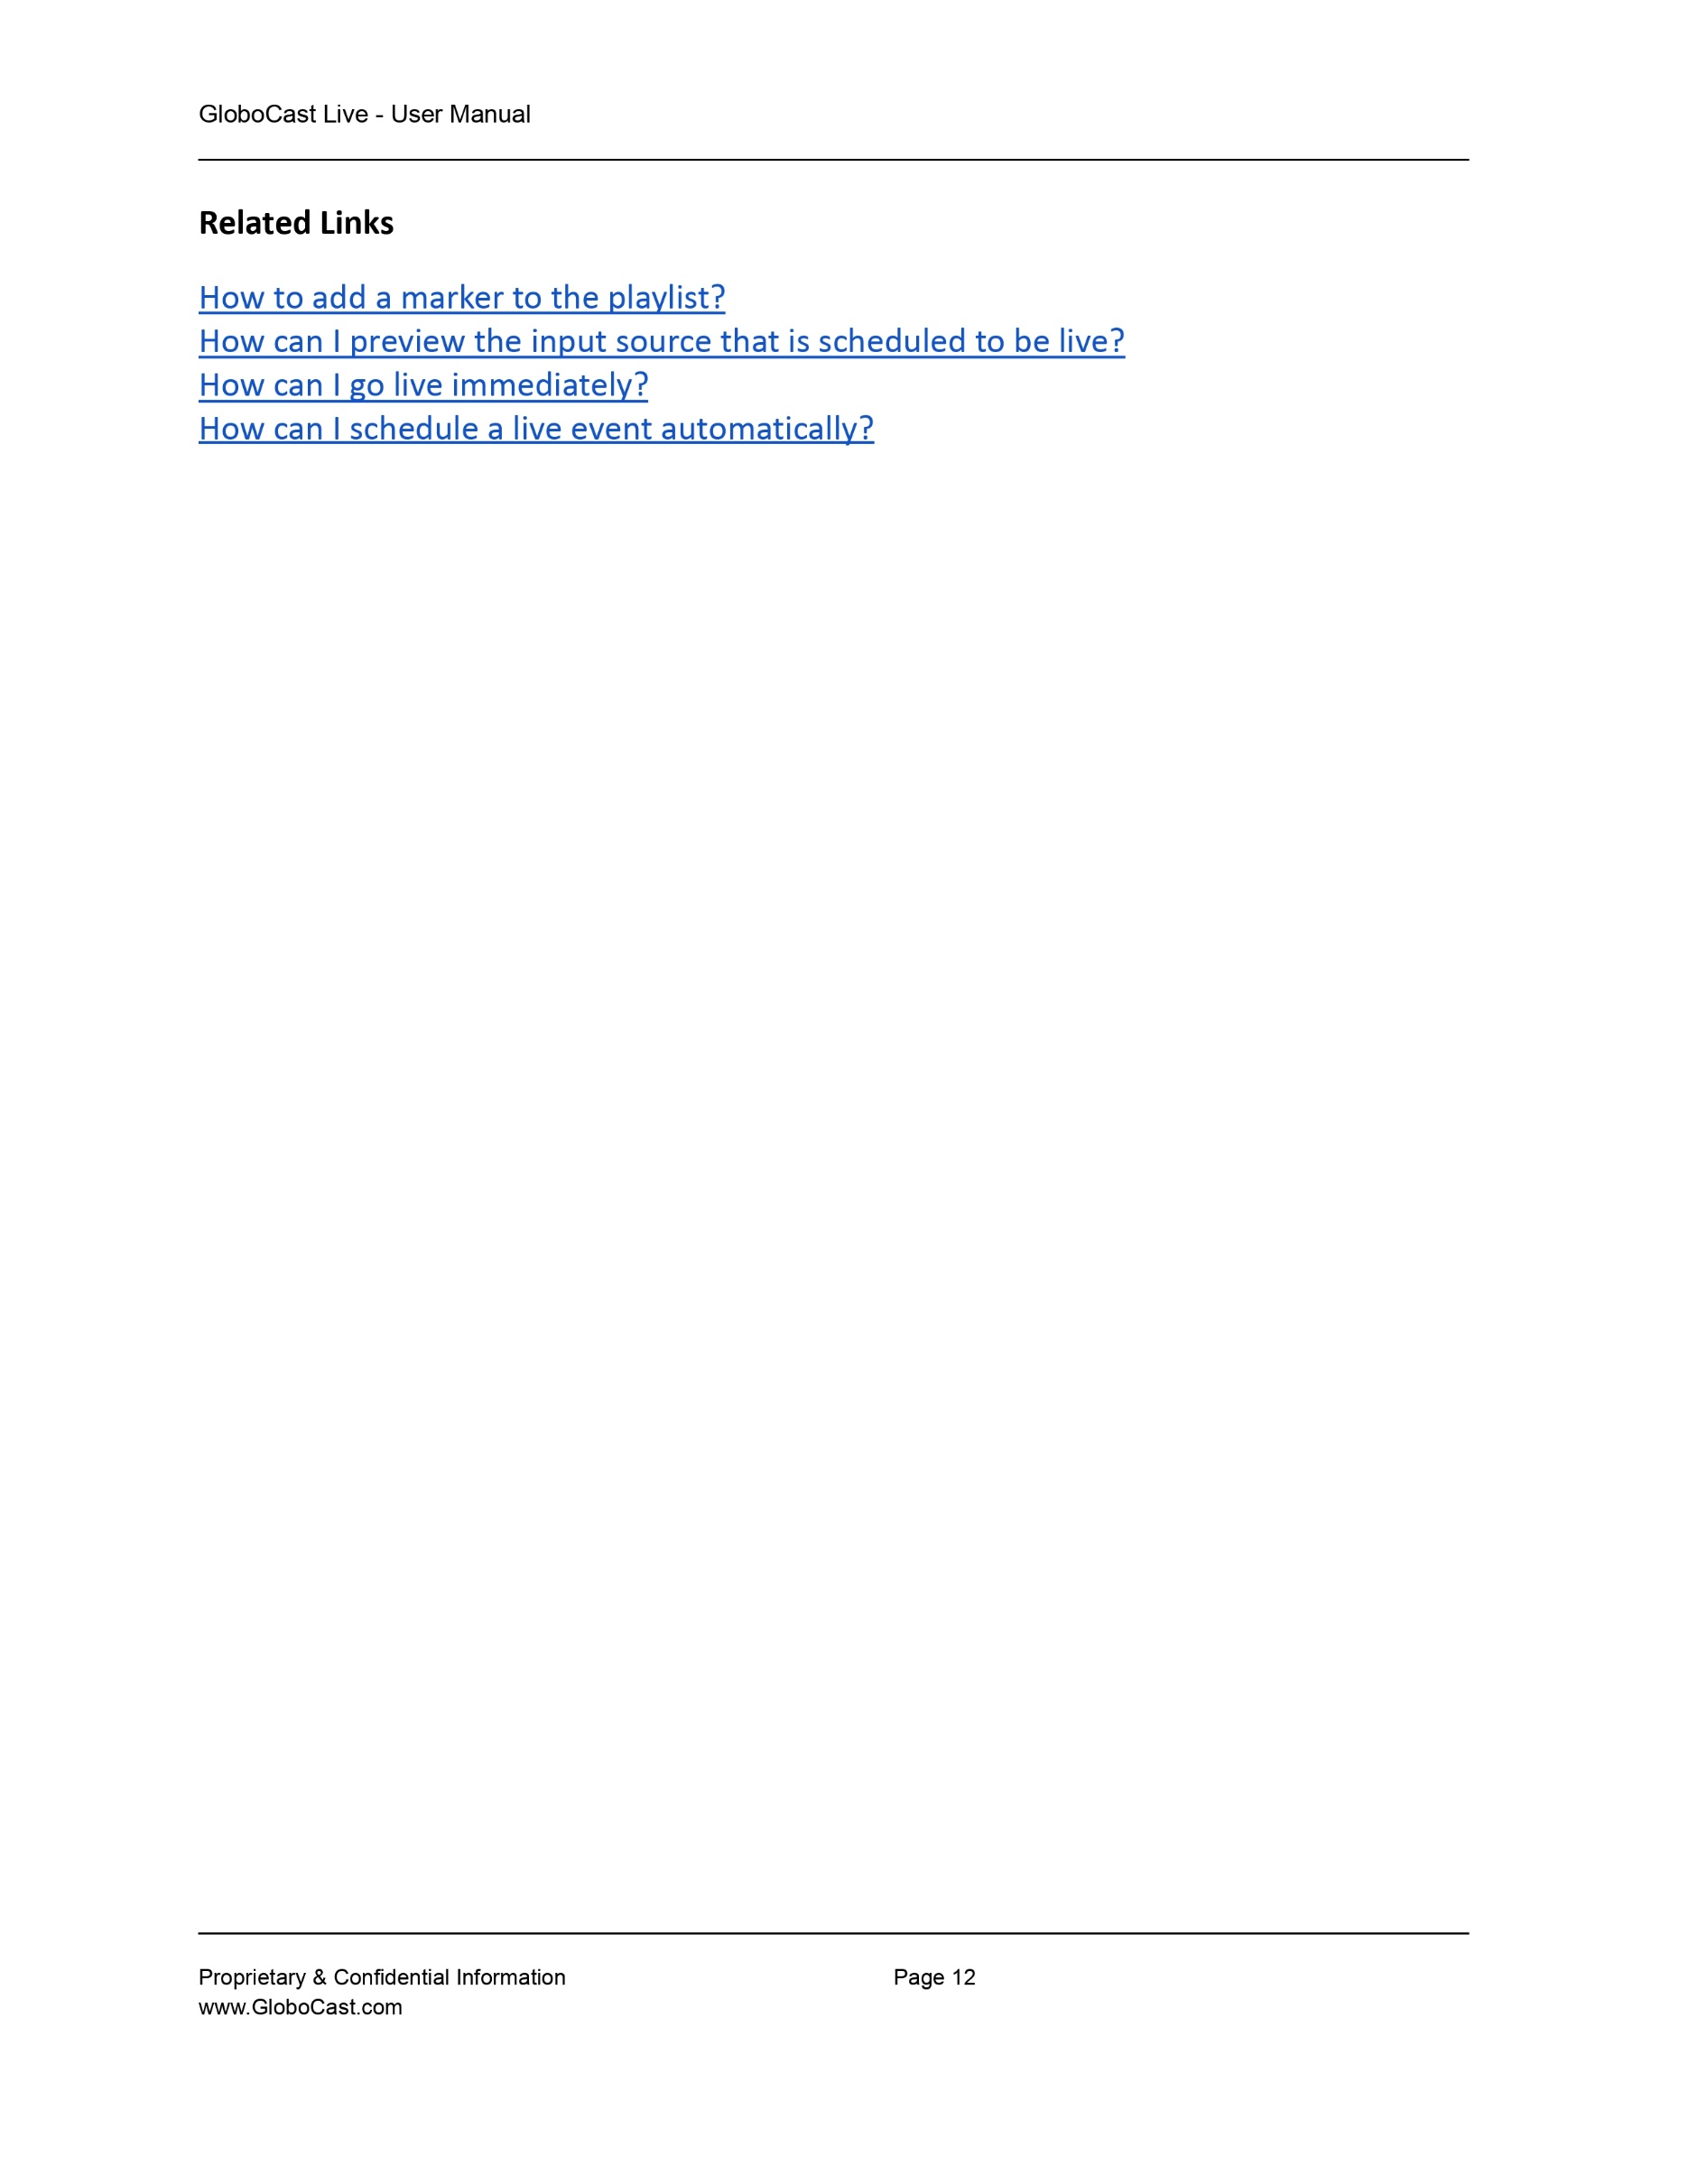 GloboCast Live - User Manual
Related Links
How to add a marker to the playlist?
How can I preview the input source that is scheduled to be live?
How can I go live immediately?
How can I schedule a live event automatically?
Proprietary & Confidential Information Page 12
www.GloboCast.com